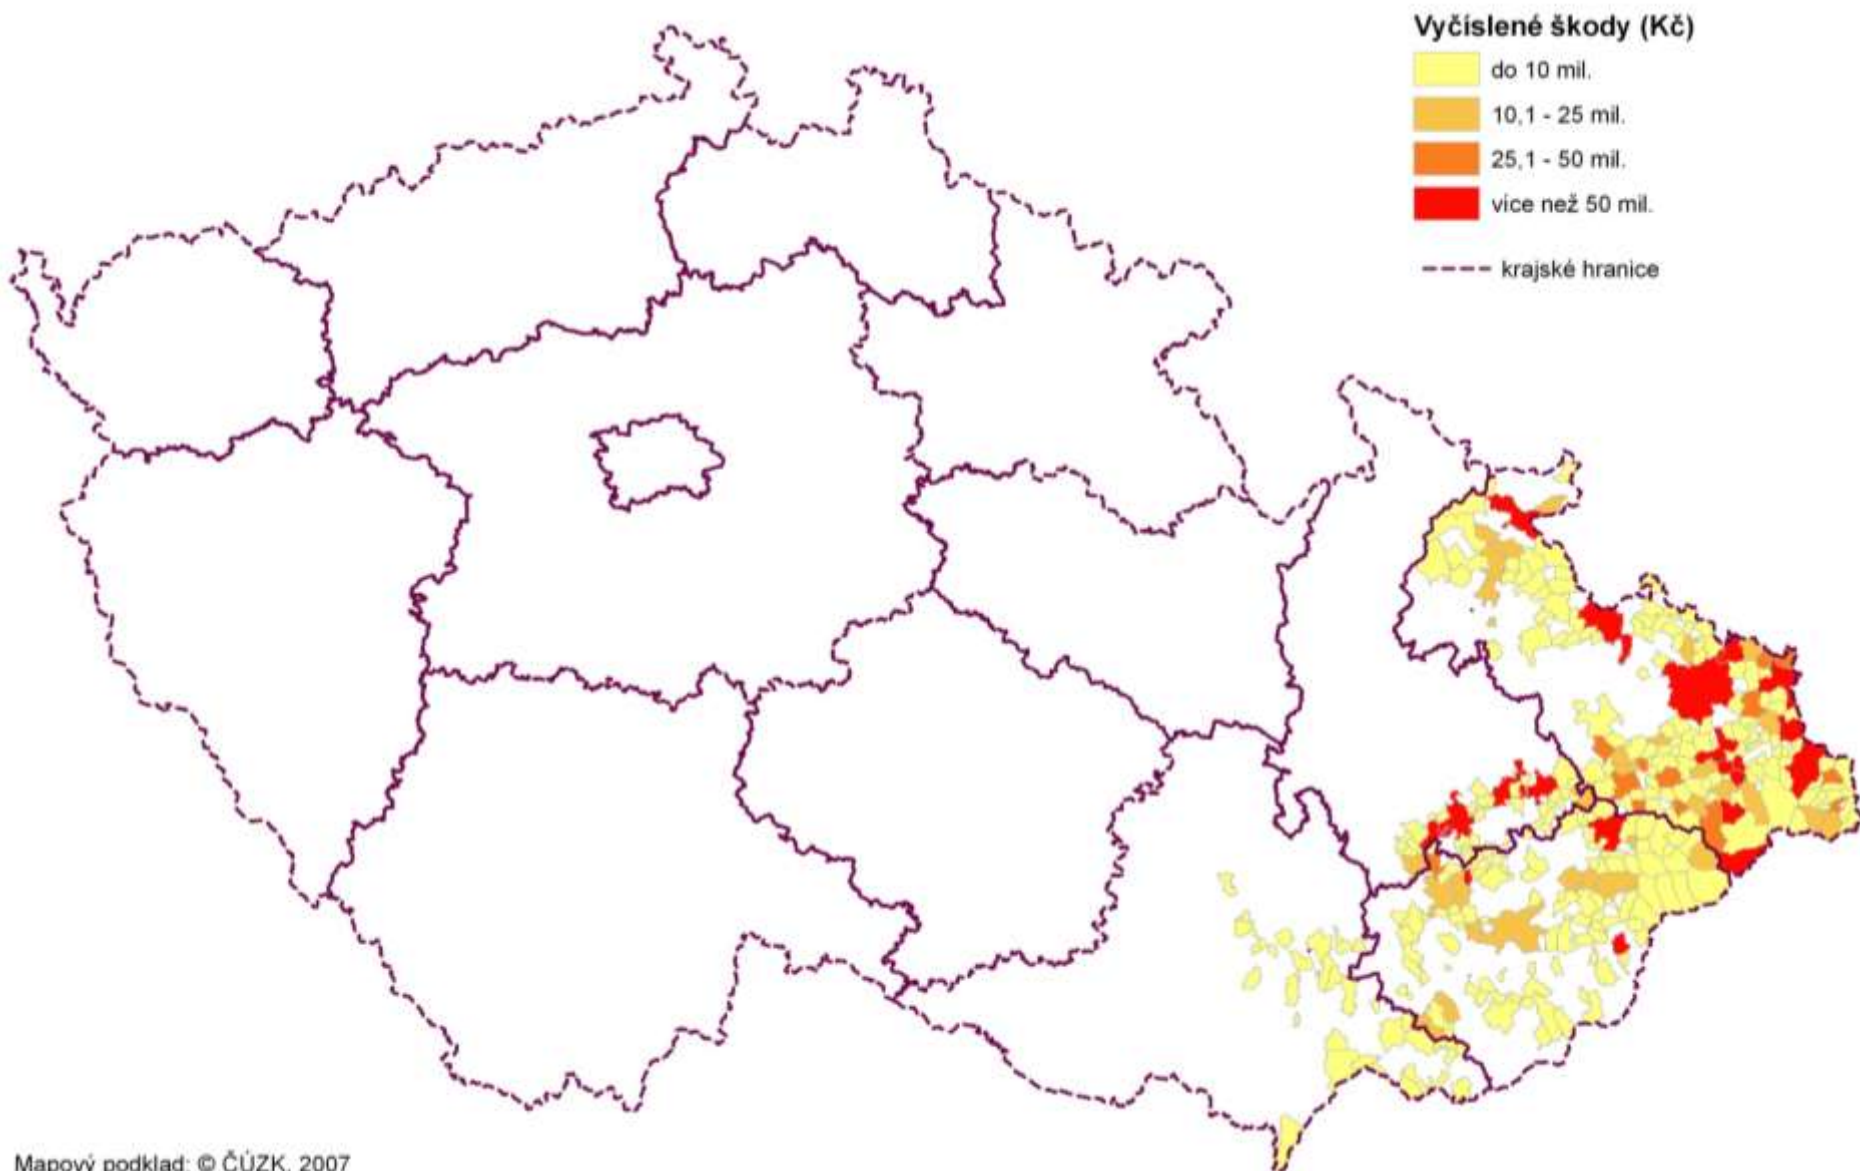 Vyčíslené škody (Kč)
do 10 mil.
10,1 - 25 mil.
25,1 - 50 mil.
více než 50 mil.
krajské hranice
Mapový podklad: © ČÚZK, 2007